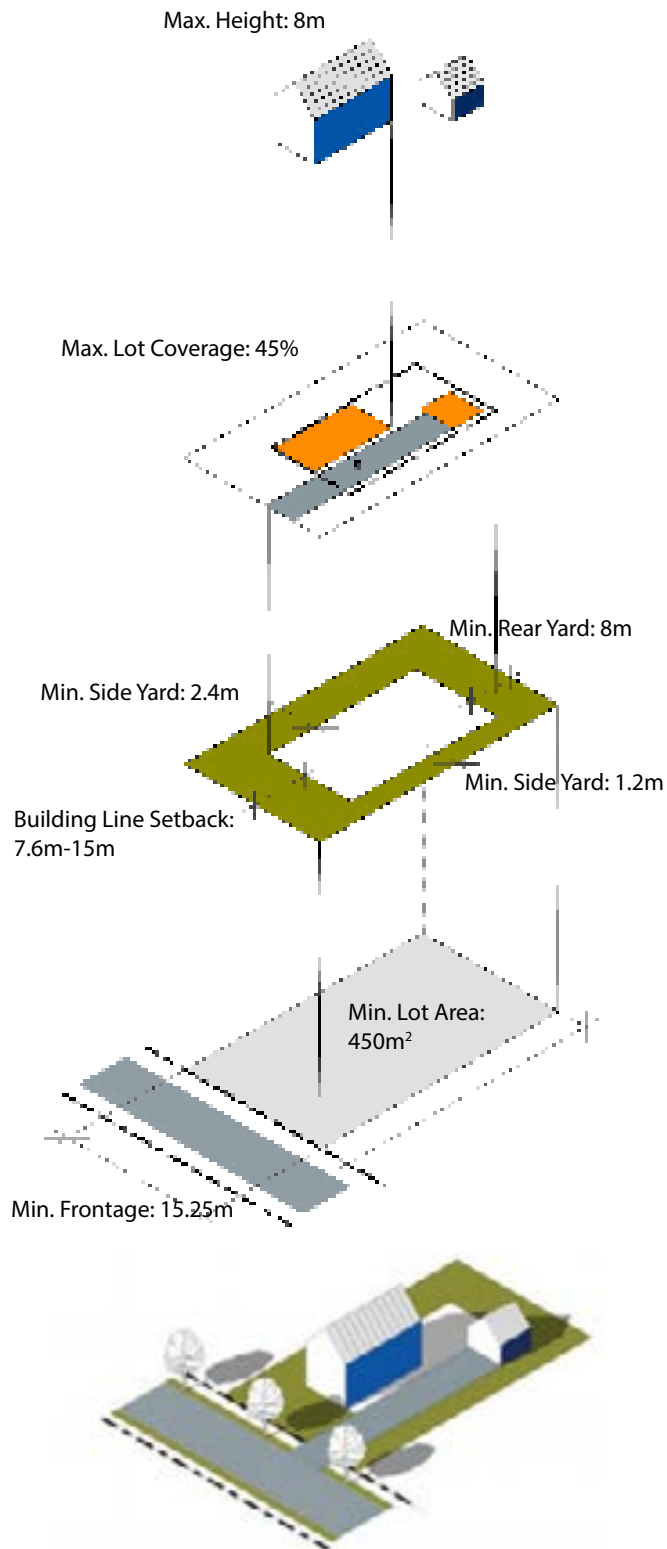 Max. Height: 8m
Max. Lot Coverage: 45%
Min. Rear Yard: 8m
Min. Side Yard: 2.4m
Min. Side Yard: 1.2m
Building Line Setback:
7.6m-15m
Min. Lot Area:
450m²
Min. Frontage: 15.25m